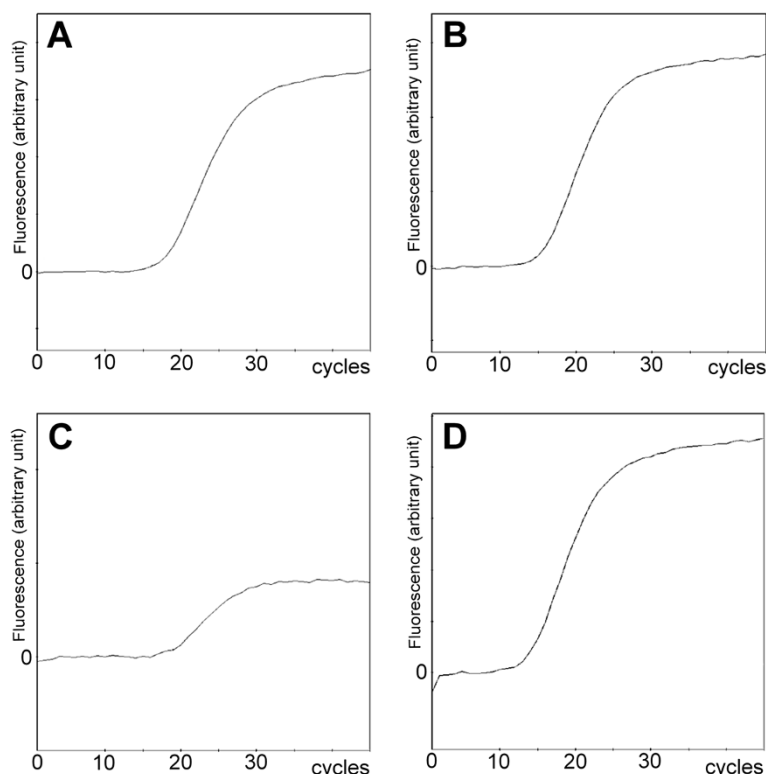 A
Fluorescence (arbitrary unit)
0
0 10 20 30 cycles
B
Fluorescence (arbitrary unit)
0
0 10 20 30 cycles
C
Fluorescence (arbitrary unit)
0
0 10 20 30 cycles
D
Fluorescence (arbitrary unit)
0
0 10 20 30 cycles